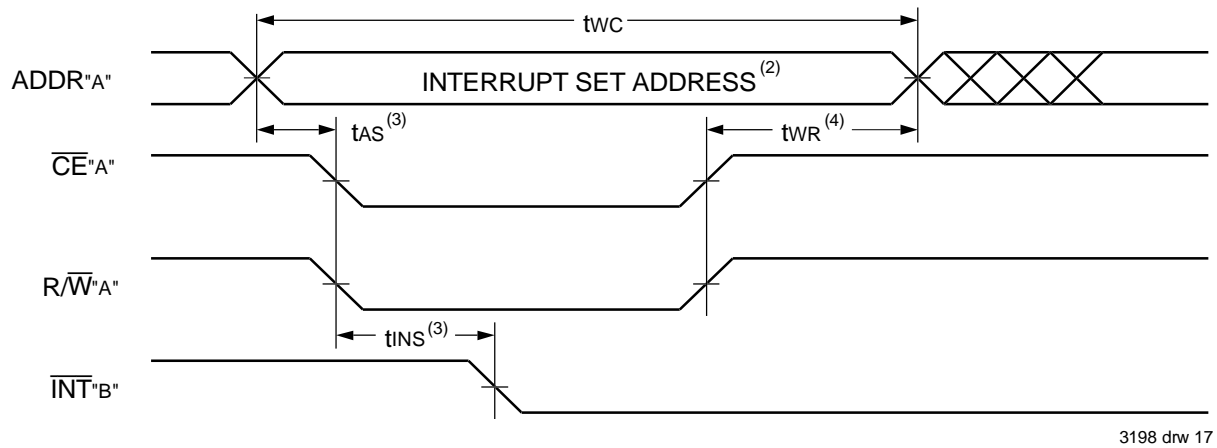 tWC
ADDR"A"
INTERRUPT SET ADDRESS(2)
tAS(3)
tWR(4)
CE"A"
R/W"A"
tINS(3)
INT"B"
3198 drw 17